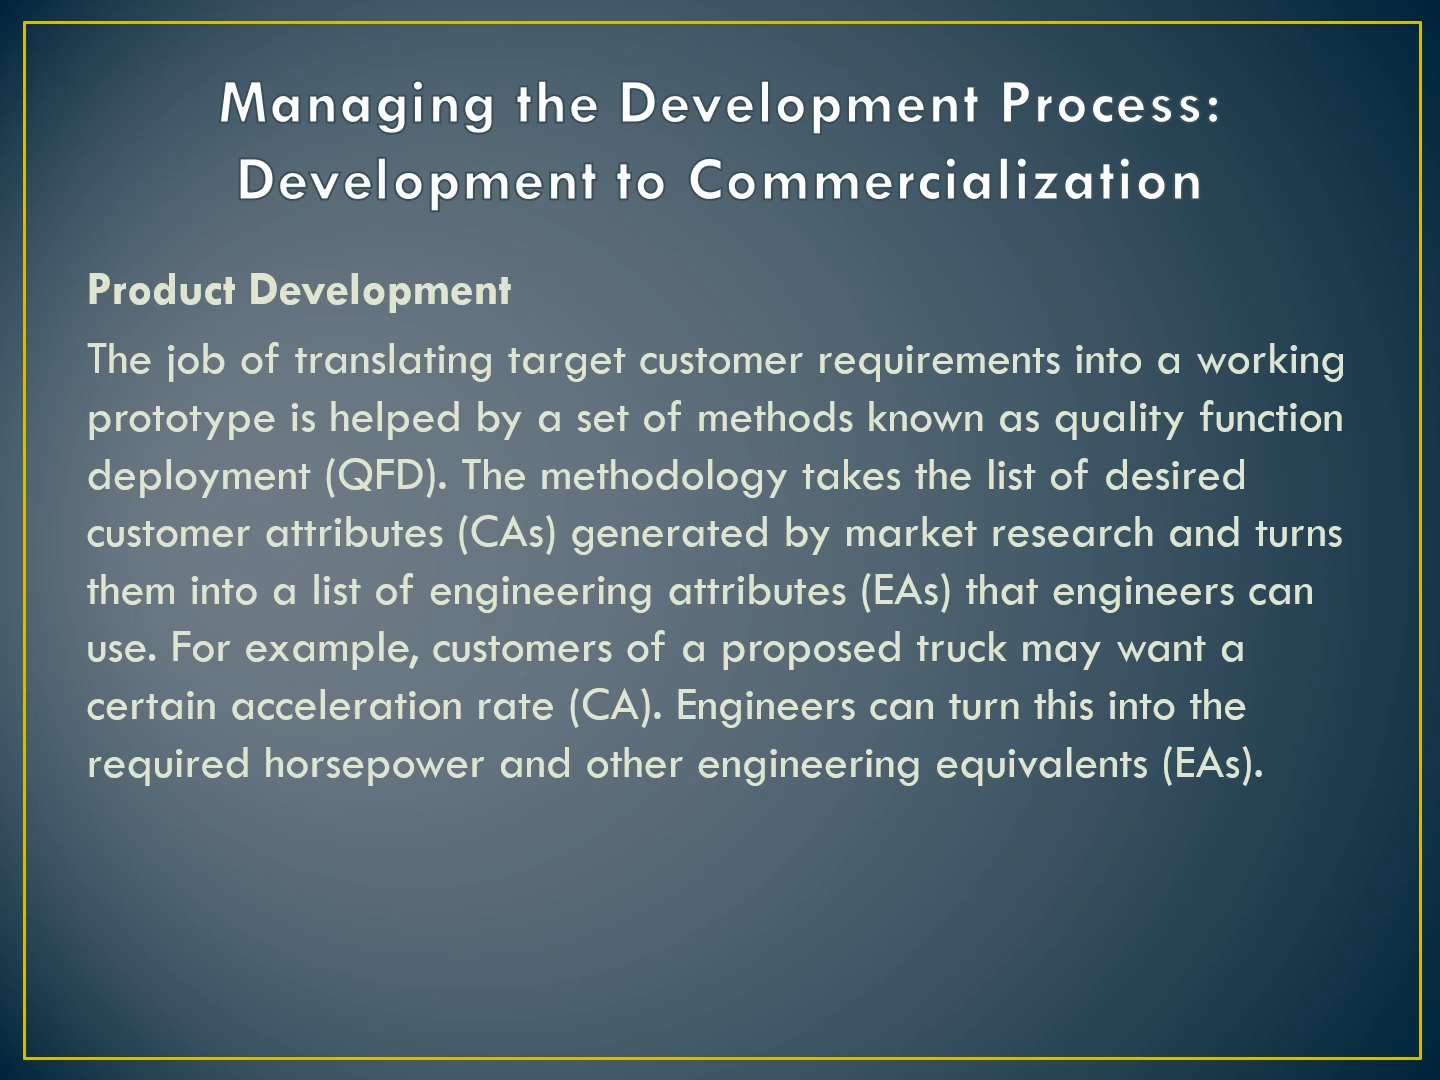 Managing the Development Process:
Development to Commercialization
Product Development
The job of translating target customer requirements into a working
prototype is helped by a set of methods known as quality function
deployment (QFD). The methodology takes the list of desired
customer attributes (CAs) generated by market research and turns
them into a list of engineering attributes (EAs) that engineers can
use. For example, customers of a proposed truck may want a
certain acceleration rate (CA). Engineers can turn this into the
required horsepower and other engineering equivalents (EAs).